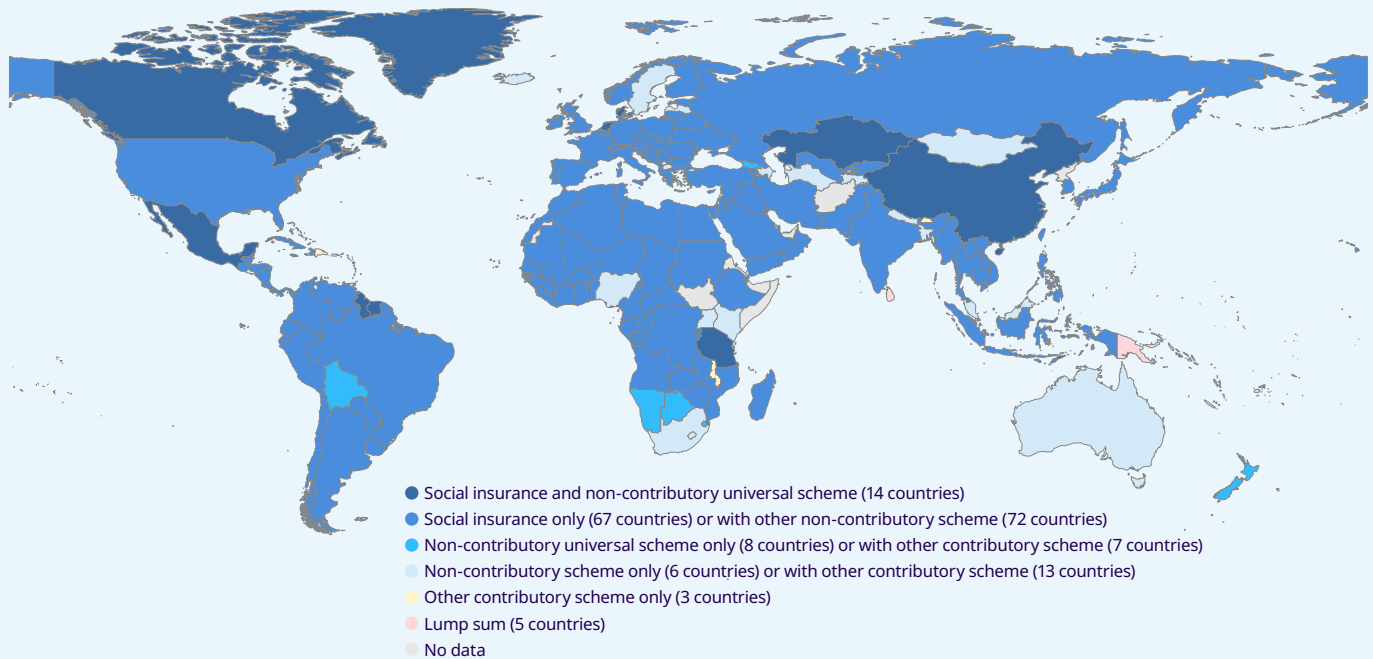 Social insurance and non-contributory universal scheme (14 countries)
Social insurance only (67 countries) or with other non-contributory scheme (72 countries)
Non-contributory universal scheme only (8 countries) or with other contributory scheme (7 countries)
Non-contributory scheme only (6 countries) or with other contributory scheme (13 countries)
Other contributory scheme only (3 countries)
Lump sum (5 countries)
No data